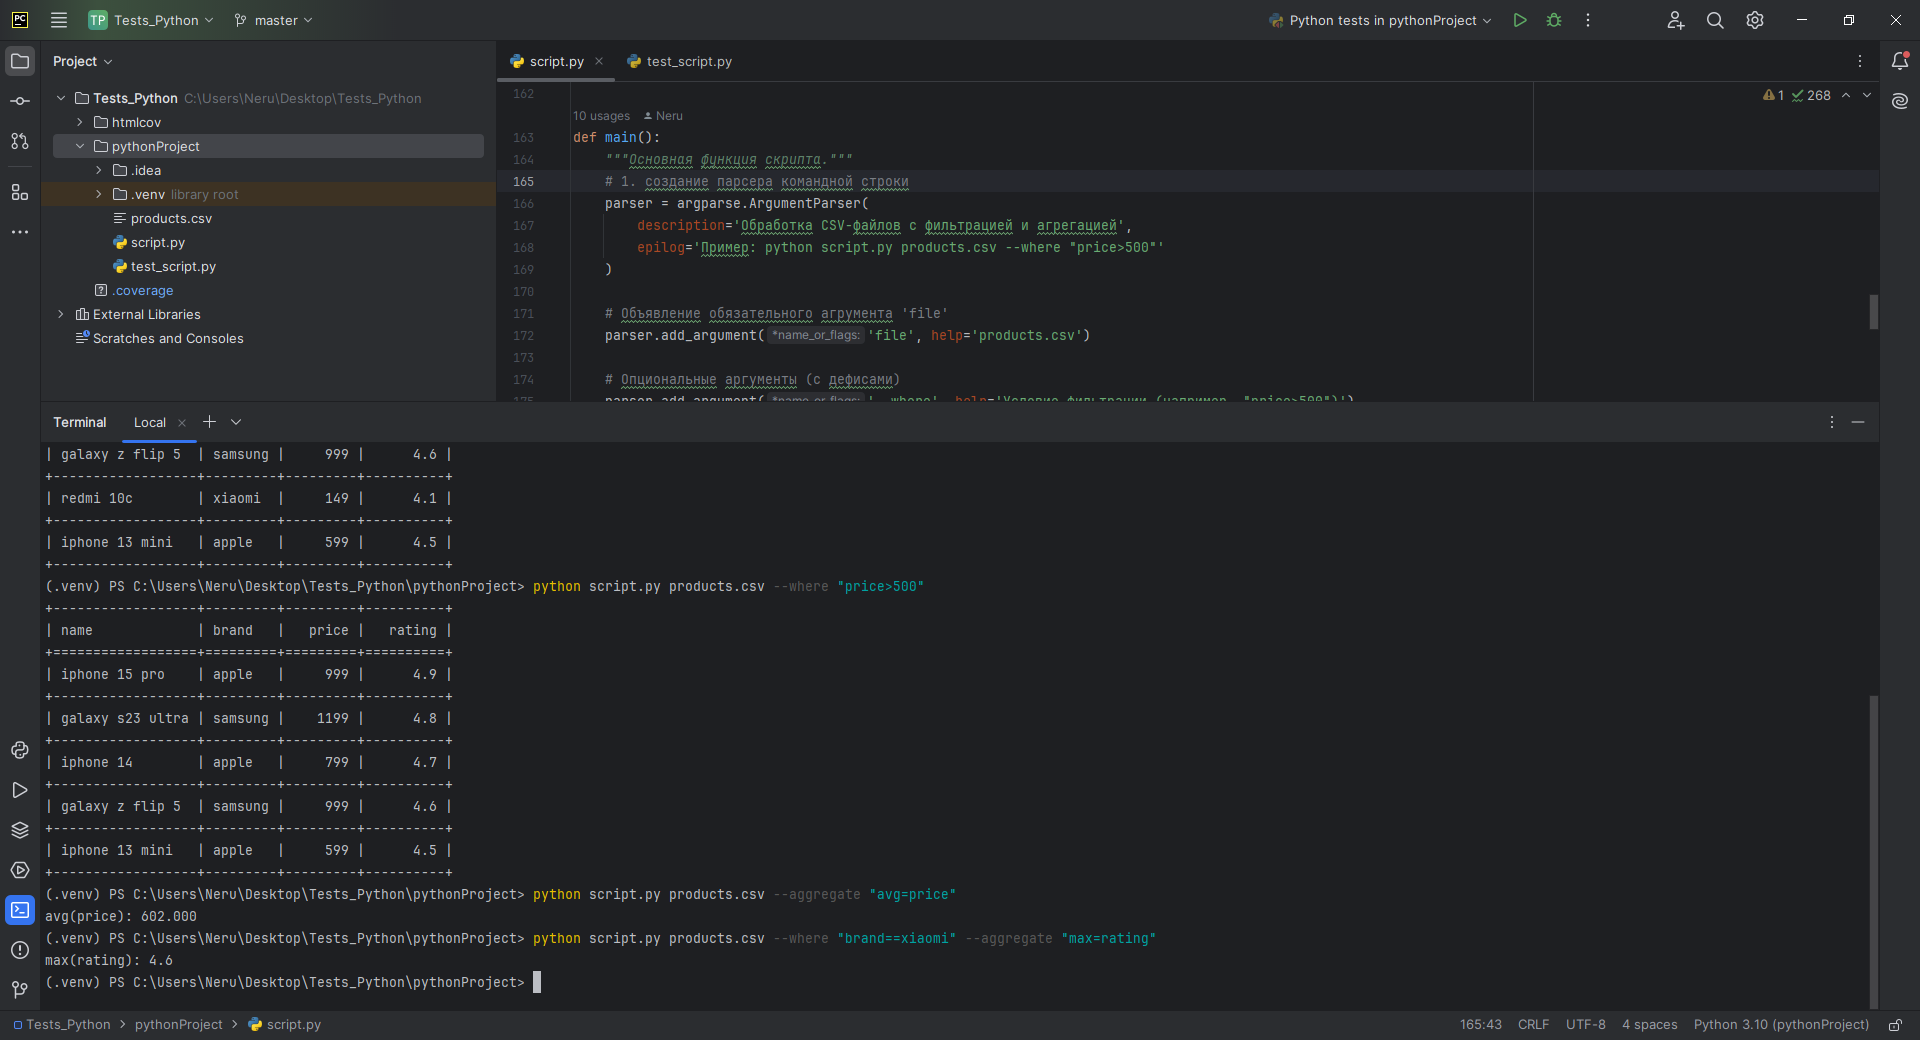 PC TP Tests_Python master Python tests in pythonProject
Project
Tests_Python C:\Users\Neru\Desktop\Tests_Python
htmlcov
pythonProject
.idea
.venv library root
products.csv
script.py
test_script.py
.coverage
External Libraries
Scratches and Consoles
script.py test_script.py
1 268
162
10 usages Neru
163 def main():
164 """Основная функция скрипта."""
165 # 1. создание парсера командной строки
166 parser = argparse.ArgumentParser(
167 description='Обработка CSV-файлов с фильтрацией и агрегацией',
168 epilog='Пример: python script.py products.csv --where "price>500"'
169 )
170
171 # Объявление обязательного агрумента 'file'
172 parser.add_argument( *name_or_flags: 'file', help='products.csv')
173
174 # Опциональные аргументы (с дефисами)
175 parser.add_argument( *name_or_flags: '--where', help='Условие фильтрации (например, "price>500")')
Terminal Local
| galaxy z flip 5  | samsung |     999 |      4.6 |
+------------------+---------+---------+----------+
| redmi 10c        | xiaomi  |     149 |      4.1 |
+------------------+---------+---------+----------+
| iphone 13 mini   | apple   |     599 |      4.5 |
+------------------+---------+---------+----------+
(.venv) PS C:\Users\Neru\Desktop\Tests_Python\pythonProject> python script.py products.csv --where "price>500"
+------------------+---------+---------+----------+
| name             | brand   |   price |   rating |
+==================+=========+=========+==========+
| iphone 15 pro    | apple   |     999 |      4.9 |
+------------------+---------+---------+----------+
| galaxy s23 ultra | samsung |    1199 |      4.8 |
+------------------+---------+---------+----------+
| iphone 14        | apple   |     799 |      4.7 |
+------------------+---------+---------+----------+
| galaxy z flip 5  | samsung |     999 |      4.6 |
+------------------+---------+---------+----------+
| iphone 13 mini   | apple   |     599 |      4.5 |
+------------------+---------+---------+----------+
(.venv) PS C:\Users\Neru\Desktop\Tests_Python\pythonProject> python script.py products.csv --aggregate "avg=price"
avg(price): 602.000
(.venv) PS C:\Users\Neru\Desktop\Tests_Python\pythonProject> python script.py products.csv --where "brand==xiaomi" --aggregate "max=rating"
max(rating): 4.6
(.venv) PS C:\Users\Neru\Desktop\Tests_Python\pythonProject>
Tests_Python > pythonProject > script.py 165:43 CRLF UTF-8 4 spaces Python 3.10 (pythonProject)